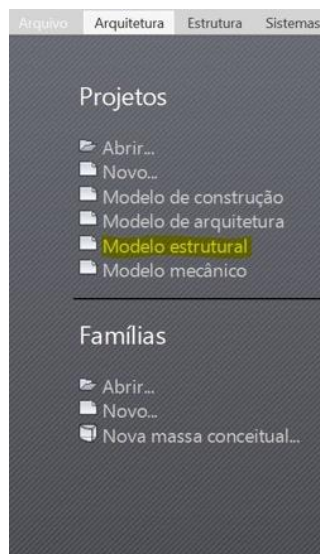 Arquivo Arquitetura Estrutura Sistemas
Projetos
Abrir...
Novo...
Modelo de construção
Modelo de arquitetura
Modelo estrutural
Modelo mecânico
Famílias
Abrir...
Novo...
Nova massa conceitual...